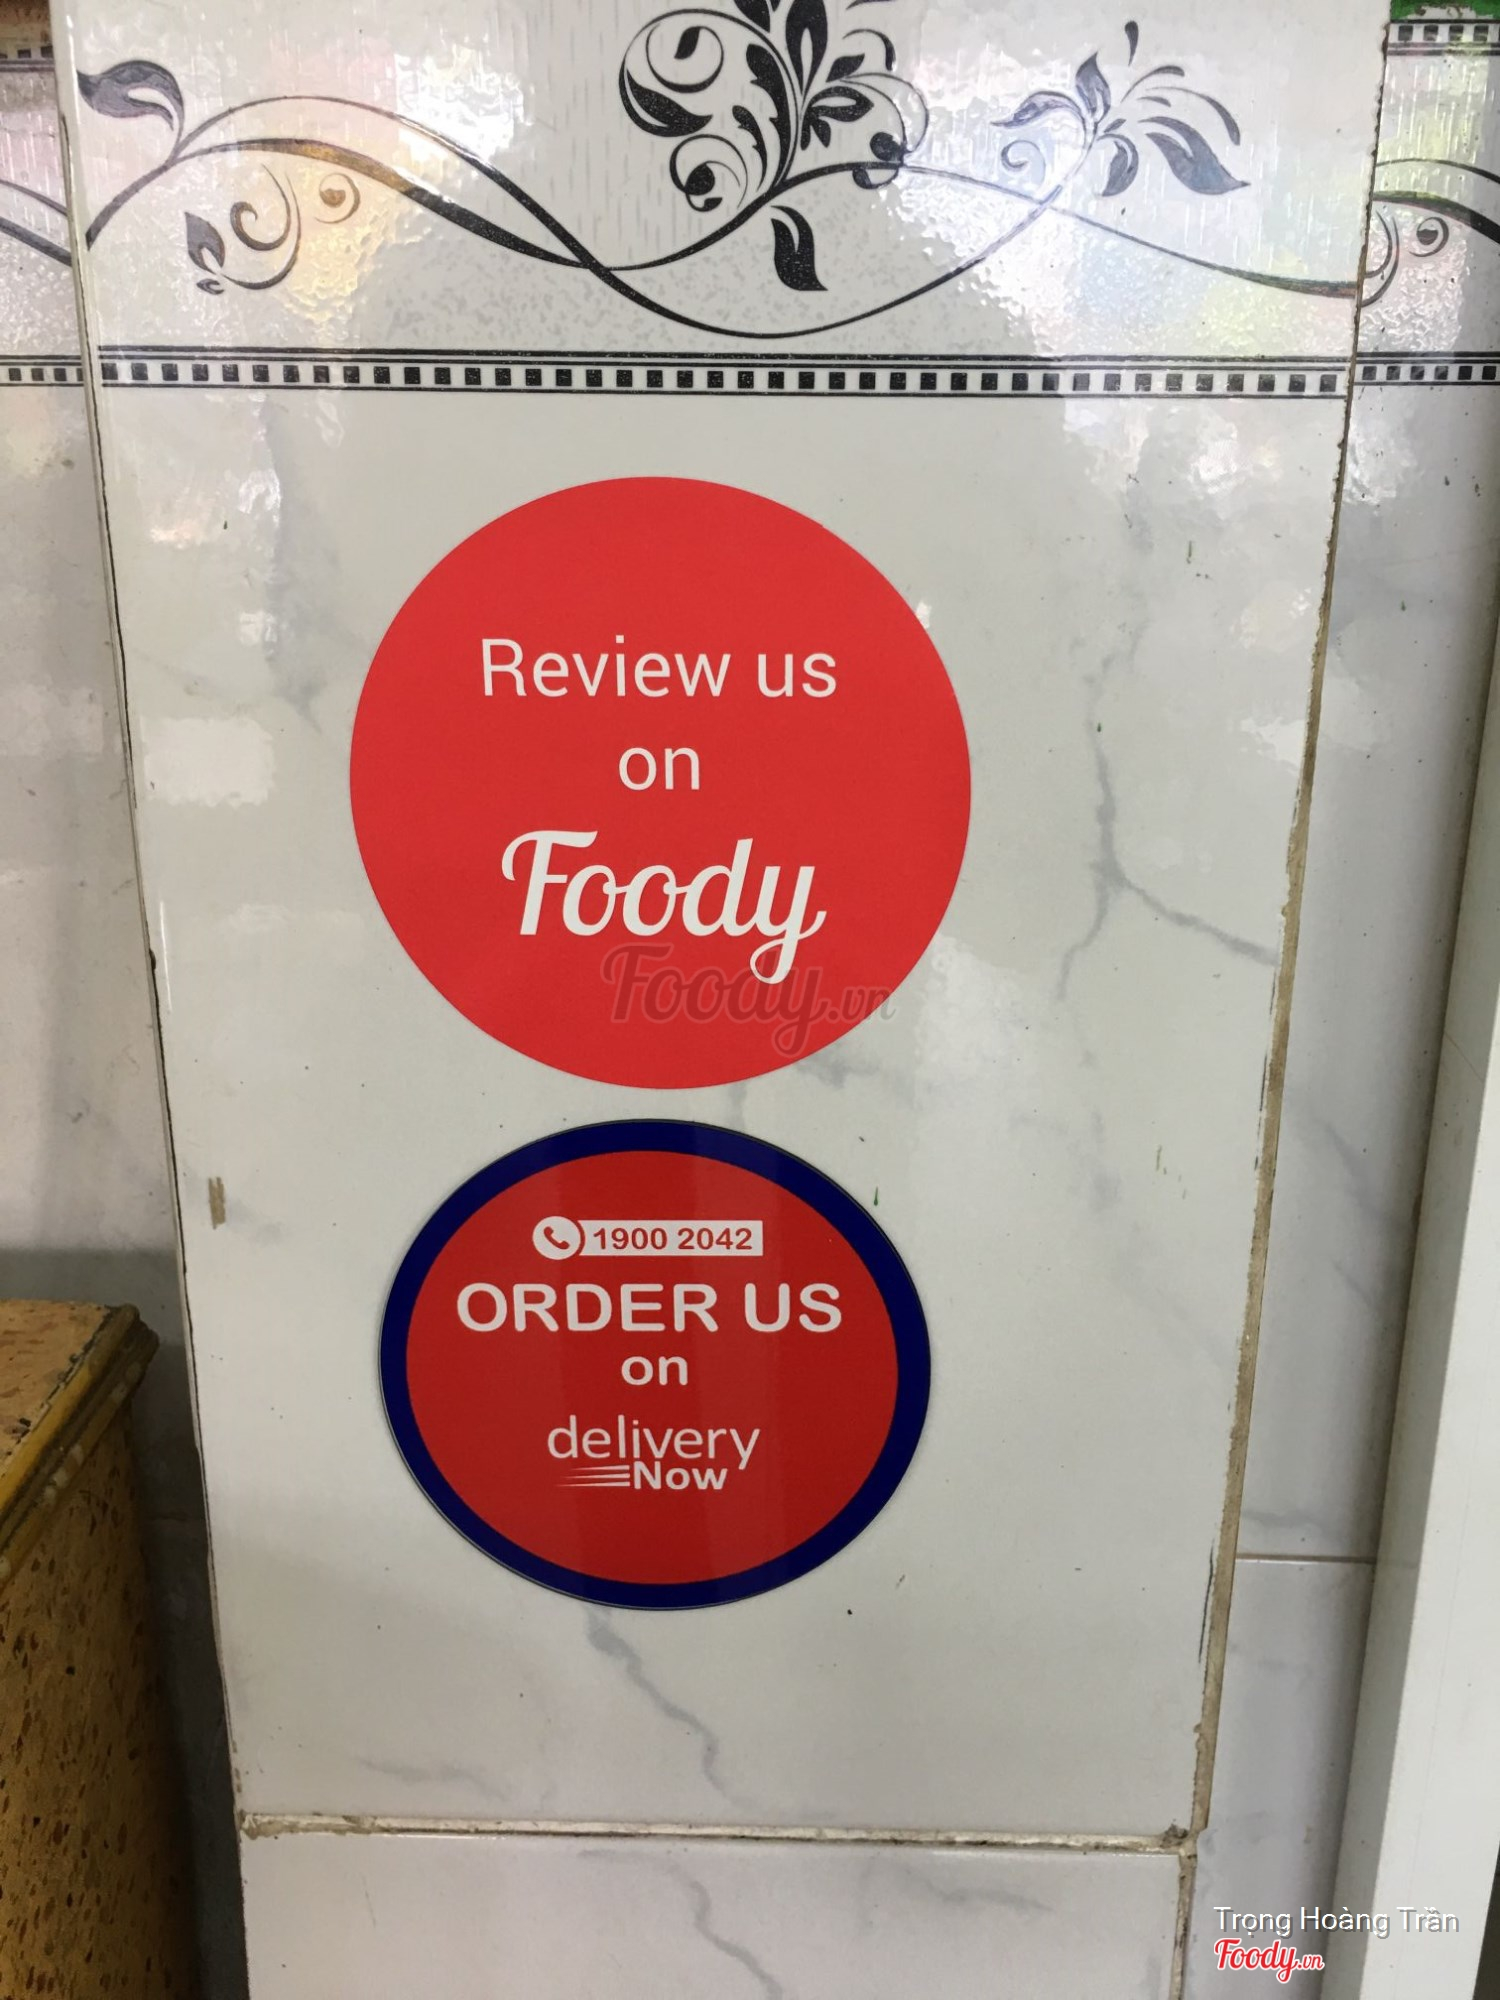 Review us
on
Foody
Foody.vn
1900 2042
ORDER US
on
delivery
Now
Trọng Hoàng Trần
Foody.vn